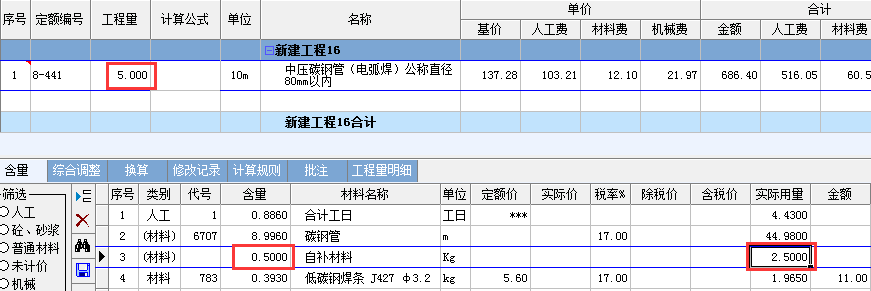 序号 定额编号 工程量 计算公式 单位 名称 单价 合计
基价 人工费 材料费 机械费 金额 人工费 材料费
新建工程16
1 8-441 5.000 10m 中压碳钢管（电弧焊）公称直径 137.28 103.21 12.10 21.97 686.40 516.05 60.5
80mm以内
新建工程16合计
含量 综合调整 换算 修改记录 计算规则 批注 工程量明细
筛选 序号 类别 代号 含量 材料名称 单位 定额价 实际价 税率% 除税价 含税价 实际用量 金额
人工 1 人工 1 0.8860 合计工日 工日 *** 4.4300
砼、砂浆 2 (材料) 6707 8.9960 碳钢管 m 17.00 44.9800
普通材料 3 (材料) 0.5000 自补材料 Kg 2.5000
未计价 4 材料 783 0.3930 低碳钢焊条 J427 φ3.2 kg 5.60 17.00 1.9650 11.00
机械